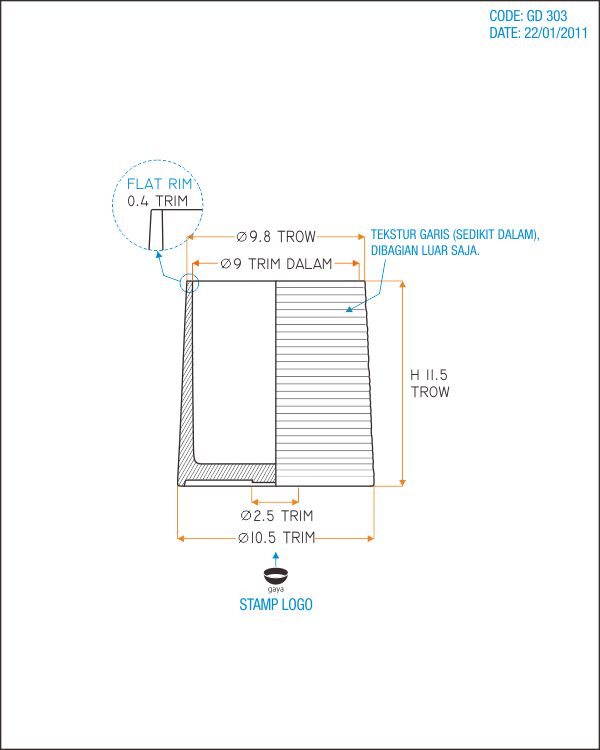 CODE: GD 303
DATE: 22/01/2011
FLAT RIM
0.4 TRIM
Ø9.8 TROW
TEKSTUR GARIS (SEDIKIT DALAM),
DIBAGIAN LUAR SAJA.
Ø9 TRIM DALAM
H 11.5
TROW
Ø2.5 TRIM
Ø10.5 TRIM
gaya
STAMP LOGO